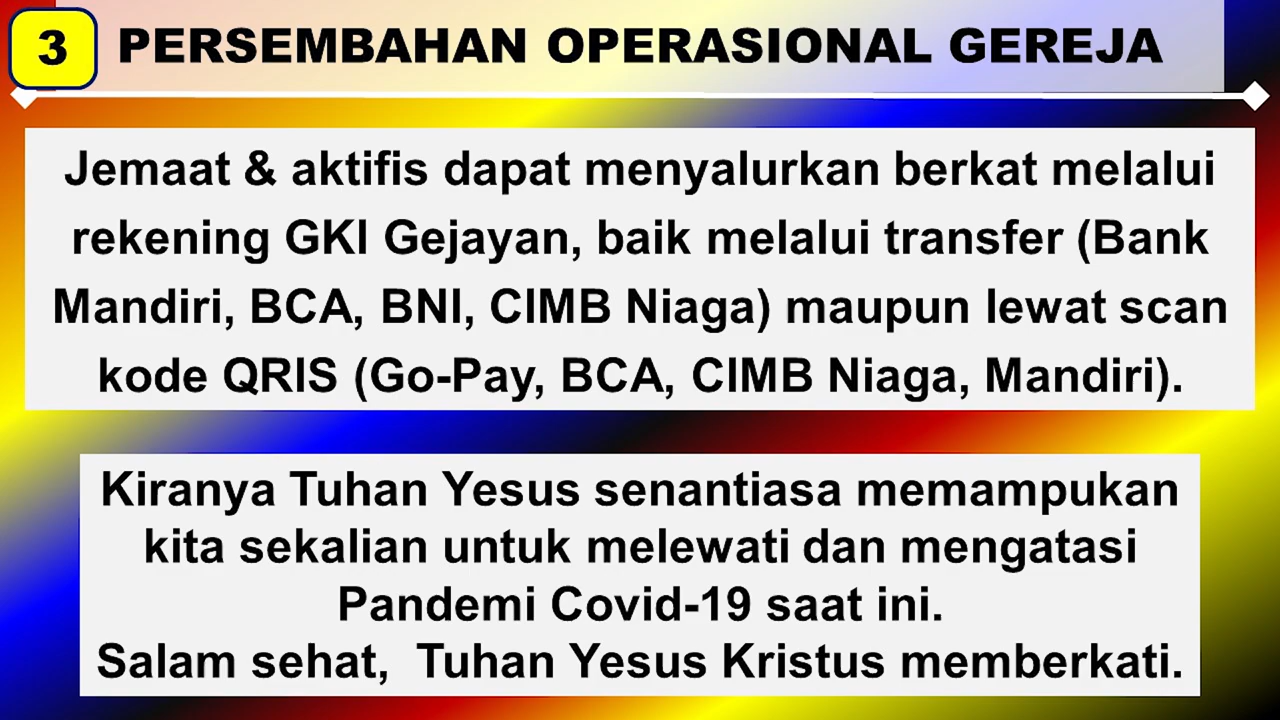 3 PERSEMBAHAN OPERASIONAL GEREJA
Jemaat & aktifis dapat menyalurkan berkat melalui
rekening GKI Gejayan, baik melalui transfer (Bank
Mandiri, BCA, BNI, CIMB Niaga) maupun lewat scan
kode QRIS (Go-Pay, BCA, CIMB Niaga, Mandiri).
Kiranya Tuhan Yesus senantiasa memampukan
kita sekalian untuk melewati dan mengatasi
Pandemi Covid-19 saat ini.
Salam sehat, Tuhan Yesus Kristus memberkati.